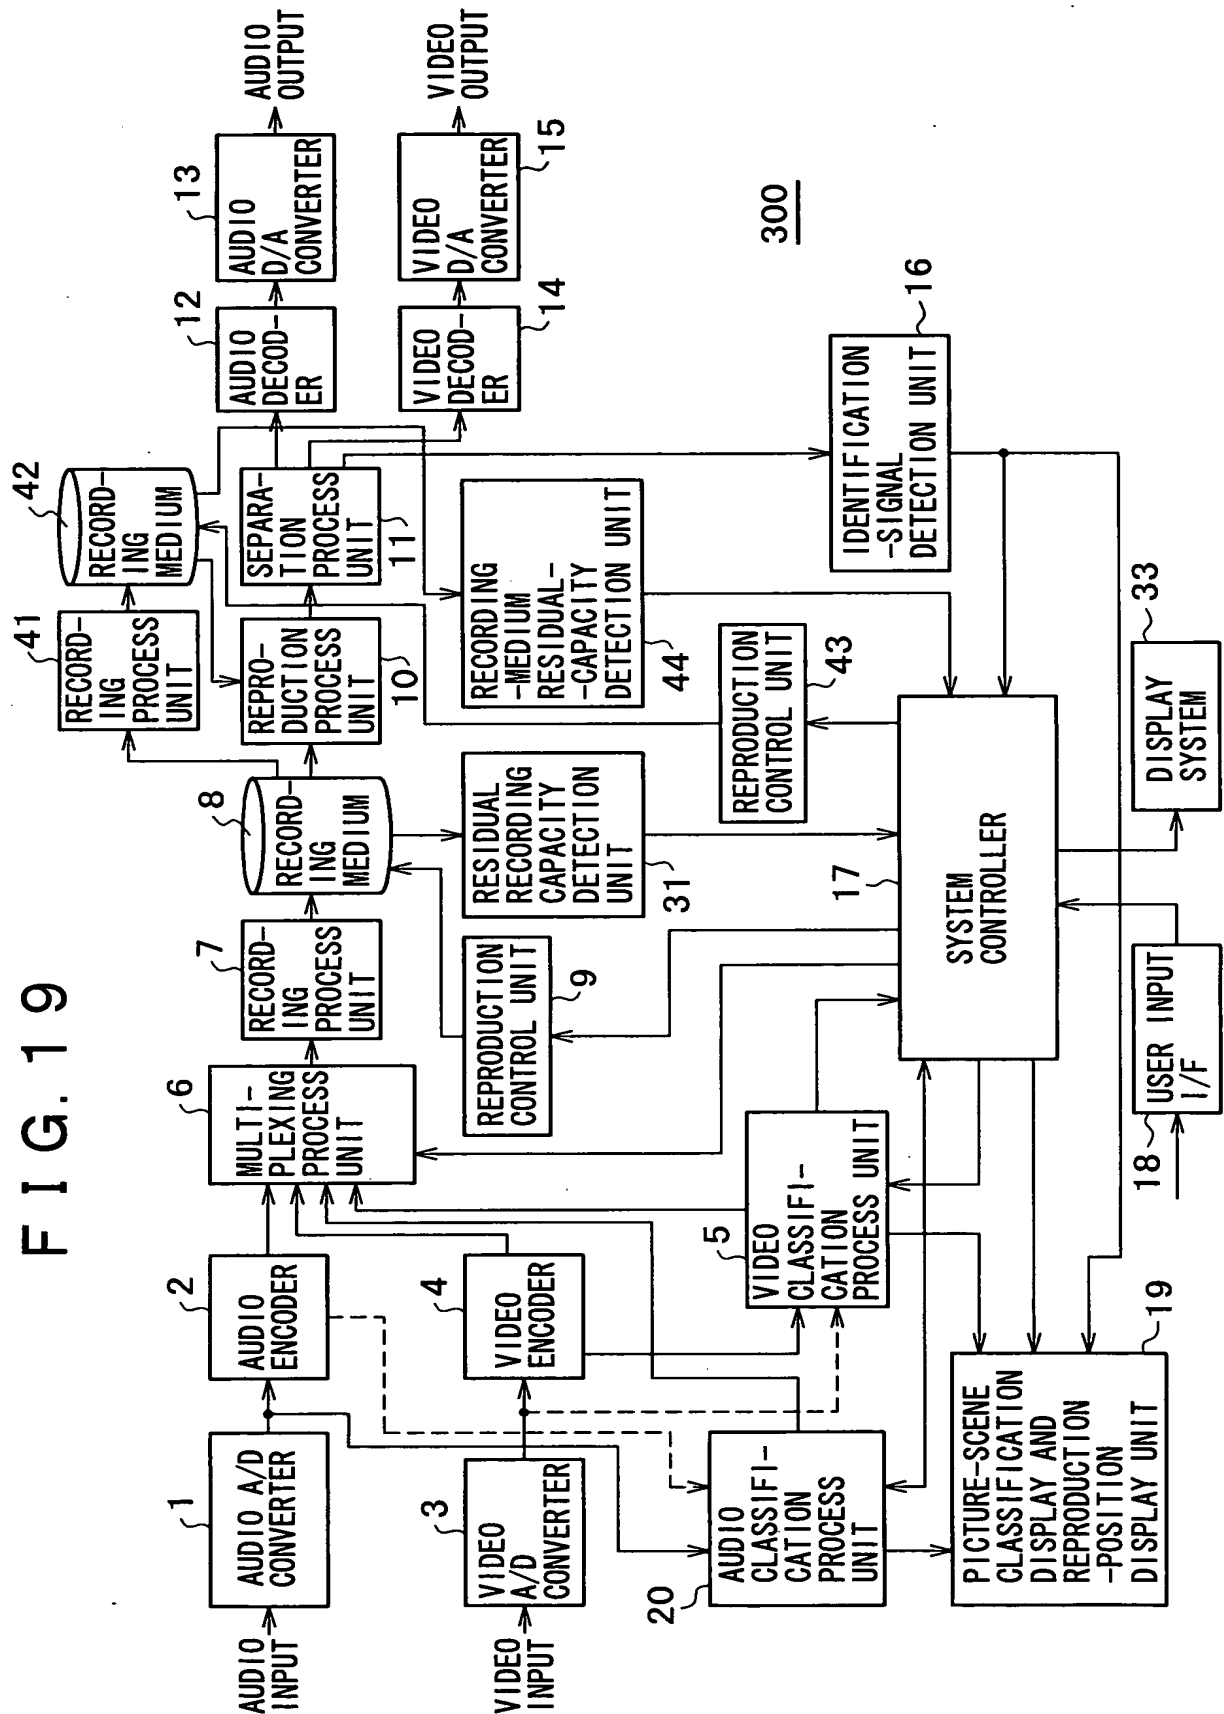 FIG.19
300
AUDIO
INPUT
1
AUDIO A/D
CONVERTER
2
AUDIO
ENCODER
VIDEO
INPUT
3
VIDEO
A/D
CONVERTER
4
VIDEO
ENCODER
20
AUDIO
CLASSIFI-
CATION
PROCESS
UNIT
5
VIDEO
CLASSIFI-
CATION
PROCESS UNIT
PICTURE-SCENE
CLASSIFICATION
DISPLAY AND
REPRODUCTION
-POSITION
DISPLAY UNIT
19
6
MULTI-
PLEXING
PROCESS
UNIT
7
RECORD-
ING
PROCESS
UNIT
8
RECORD-
ING
MEDIUM
REPRODUCTION
CONTROL UNIT
9
RESIDUAL
RECORDING
CAPACITY
DETECTION
UNIT
31
41
RECORD-
ING
PROCESS
UNIT
42
RECORD-
ING
MEDIUM
REPRO-
DUCTION
PROCESS
UNIT
10
SEPARA-
TION
PROCESS
UNIT
11
RECORDING
-MEDIUM
RESIDUAL-
-CAPACITY
DETECTION UNIT
44
REPRODUCTION
CONTROL UNIT
43
12
AUDIO
DECOD-
ER
13
AUDIO
D/A
CONVERTER
AUDIO
OUTPUT
VIDEO
DECOD-
ER
14
VIDEO
D/A
CONVERTER
15
VIDEO
OUTPUT
IDENTIFICATION
-SIGNAL
DETECTION UNIT
16
17
SYSTEM
CONTROLLER
18
USER INPUT
I/F
DISPLAY
SYSTEM
33